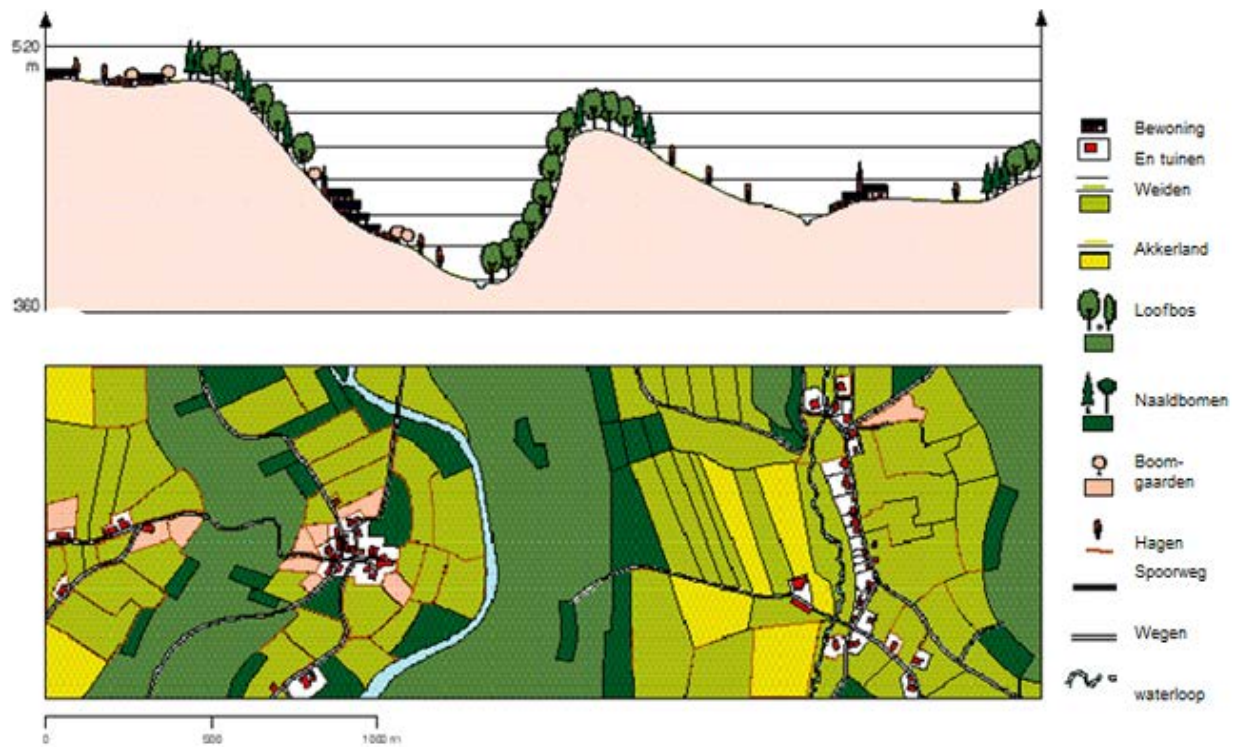 520
m
360
Bewoning
En tuinen
Weiden
Akkerland
Loofbos
Naaldbomen
Boom-
gaarden
Hagen
Spoorweg
Wegen
waterloop
0 500 1000 m